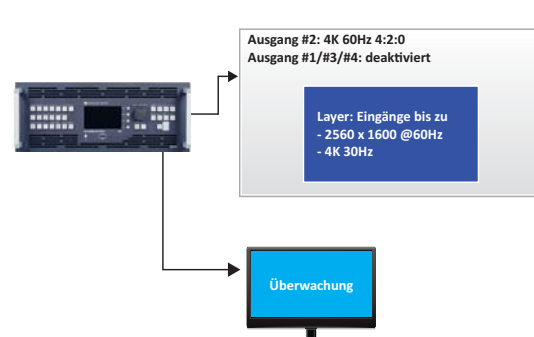 Ausgang #2: 4K 60Hz 4:2:0
Ausgang #1/#3/#4: deaktiviert
Layer: Eingänge bis zu
- 2560 x 1600 @60Hz
- 4K 30Hz
Überwachung